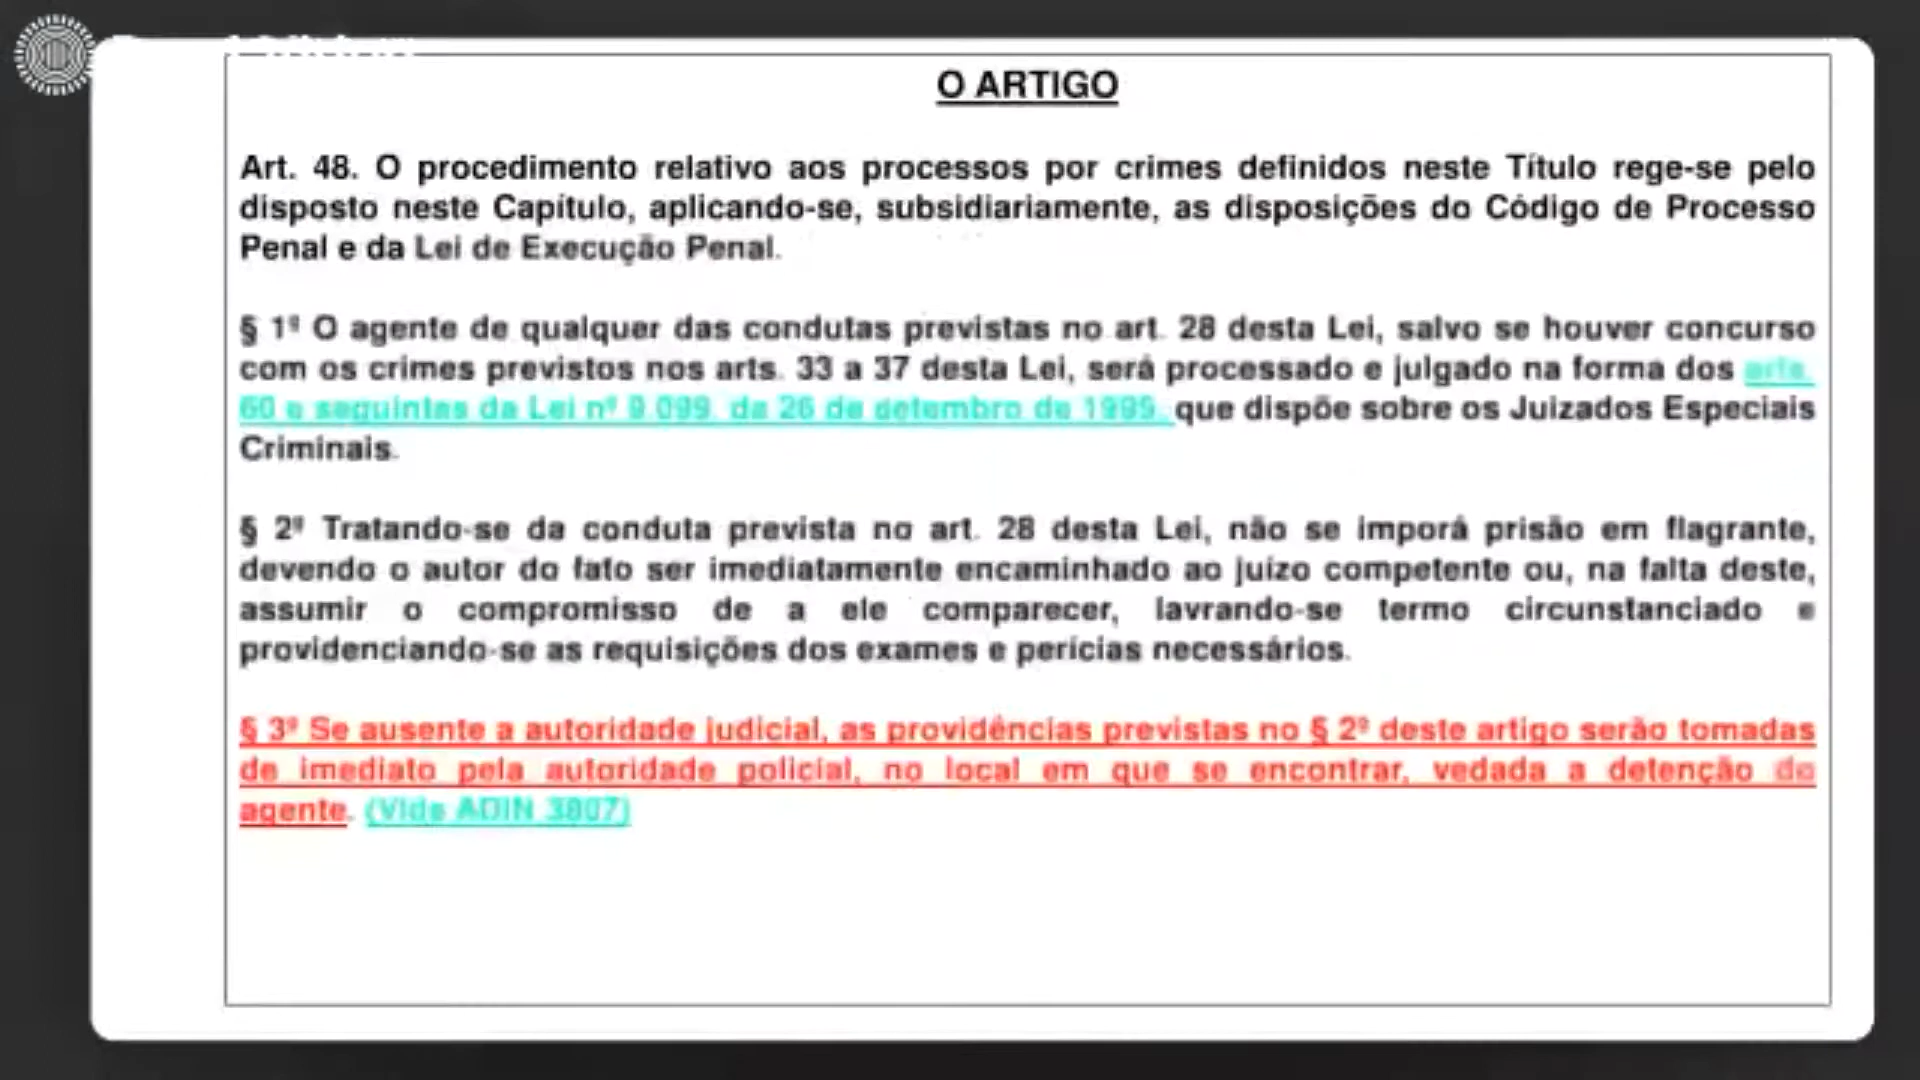 O ARTIGO
Art. 48. O procedimento relativo aos processos por crimes definidos neste Título rege-se pelo
disposto neste Capítulo, aplicando-se, subsidiariamente, as disposições do Código de Processo
Penal e da Lei de Execução Penal.
§ 1º O agente de qualquer das condutas previstas no art. 28 desta Lei, salvo se houver concurso
com os crimes previstos nos arts. 33 a 37 desta Lei, será processado e julgado na forma dos arts.
60 e seguintes da Lei nº 9.099, de 26 de setembro de 1995, que dispõe sobre os Juizados Especiais
Criminais.
§ 2º Tratando-se da conduta prevista no art. 28 desta Lei, não se imporá prisão em flagrante,
devendo o autor do fato ser imediatamente encaminhado ao juízo competente ou, na falta deste,
assumir o compromisso de a ele comparecer, lavrando-se termo circunstanciado e
providenciando-se as requisições dos exames e perícias necessários.
§ 3º Se ausente a autoridade judicial, as providências previstas no § 2º deste artigo serão tomadas
de imediato pela autoridade policial, no local em que se encontrar, vedada a detenção do
agente. (Vide ADIN 3807)